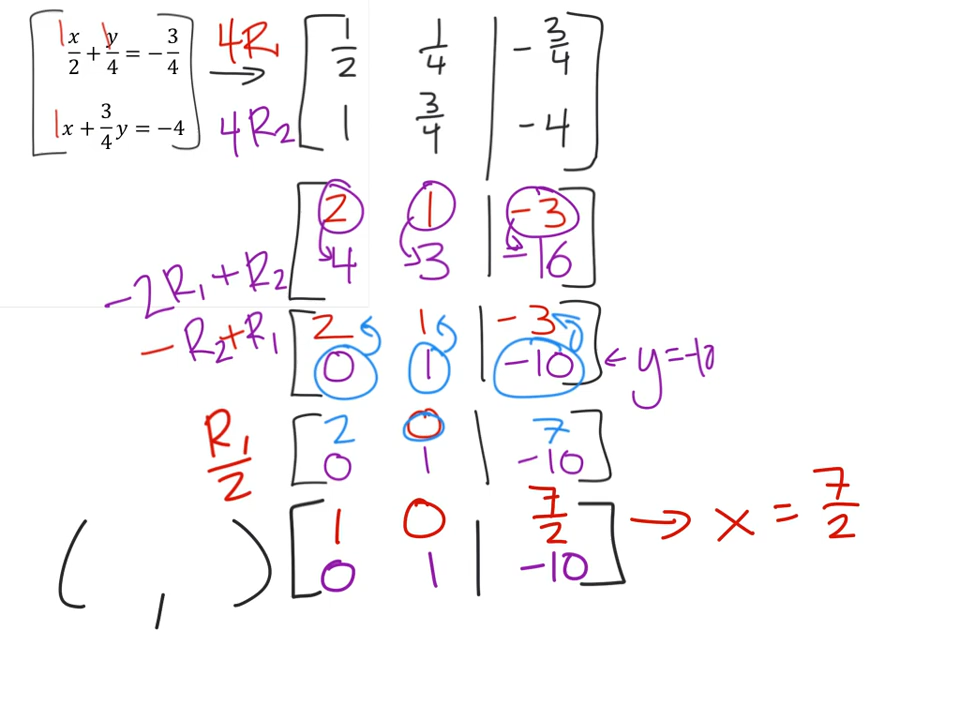 x/2 + y/4 = -3/4 4R₁ → [1/2 1/4 | -3/4]
1x + 3/4 y = -4 4R₂ [1 3/4 | -4]
[2 1 | -3]
-2R₁ + R₂ [4 3 | -16]
-R₂ + R₁ [2 1 | -3]
[0 1 | -10] ← y = -10
R₁/2 [2 0 | 7]
[0 1 | -10]
( , ) [1 0 | 7/2] → x = 7/2
[0 1 | -10]